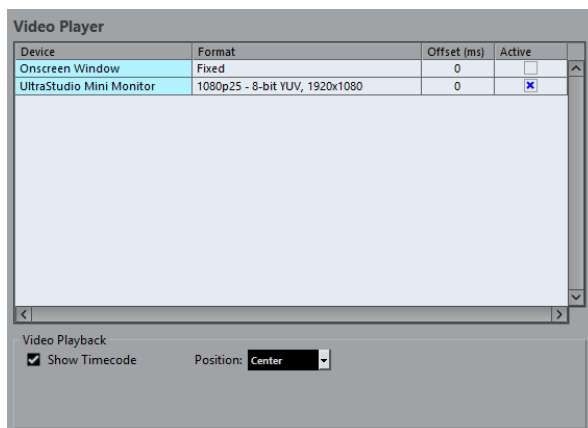 Video Player
Device Format Offset (ms) Active
Onscreen Window Fixed 0
UltraStudio Mini Monitor 1080p25 - 8-bit YUV, 1920x1080 0
Video Playback
Show Timecode Position: Center